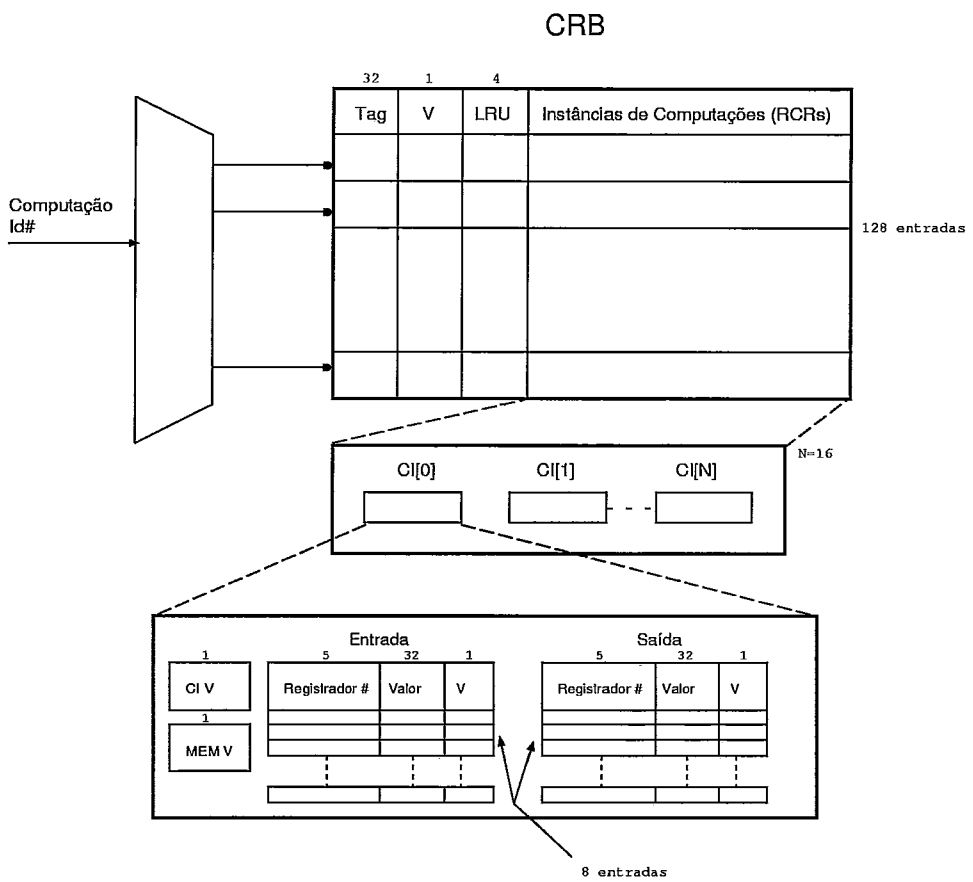 CRB
32 1 4
Tag V LRU Instâncias de Computações (RCRs)
Computação
Id#
128 entradas
N=16
CI[0] CI[1] CI[N]
Entrada Saída
1 5 32 1 5 32 1
CI V Registrador # Valor V Registrador # Valor V
1
MEM V
8 entradas